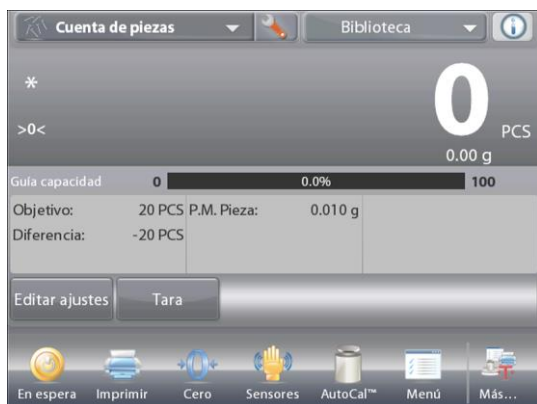 Cuenta de piezas
Biblioteca
*
>0<
0 PCS
0.00 g
Guía capacidad 0 0.0% 100
Objetivo: 20 PCS P.M. Pieza: 0.010 g
Diferencia: -20 PCS
Editar ajustes Tara
En espera Imprimir Cero Sensores AutoCal™ Menú Más...